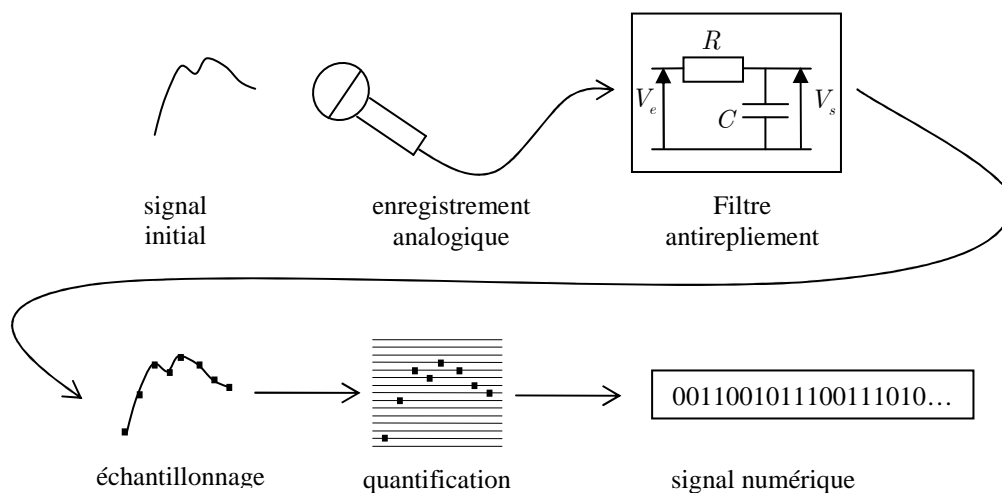 R
V_e
C
V_s
signal
initial
enregistrement
analogique
Filtre
antirepliement
0011001011100111010…
échantillonnage
quantification
signal numérique